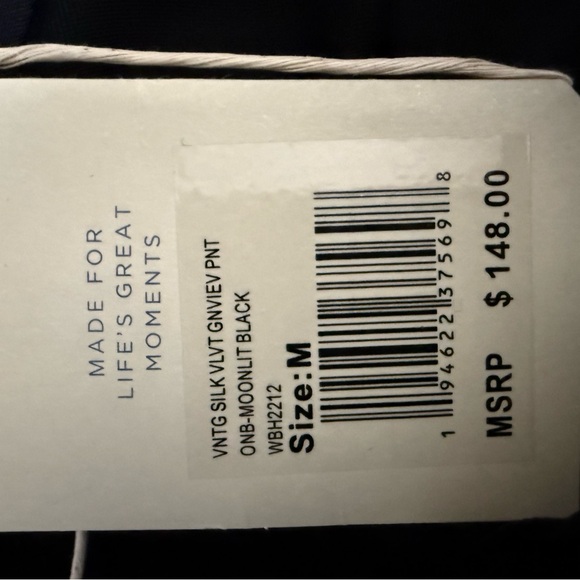 MADE FOR
LIFE'S GREAT
MOMENTS
VNTG SILK VLVT GNVIEV PNT
ONB-MOONLIT BLACK
WBH2212
Size:M
1 94622 37569 8
MSRP $148.00